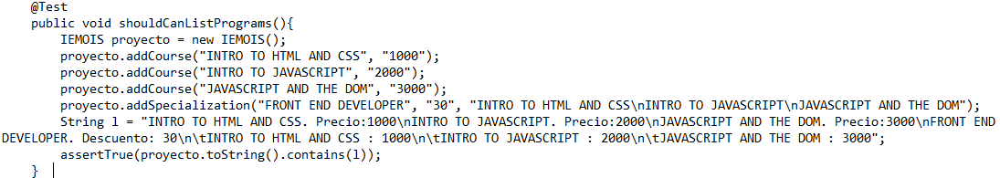 @Test
public void shouldCanListPrograms(){
IEMOIS proyecto = new IEMOIS();
proyecto.addCourse("INTRO TO HTML AND CSS", "1000");
proyecto.addCourse("INTRO TO JAVASCRIPT", "2000");
proyecto.addCourse("JAVASCRIPT AND THE DOM", "3000");
proyecto.addSpecialization("FRONT END DEVELOPER", "30", "INTRO TO HTML AND CSS\nINTRO TO JAVASCRIPT\nJAVASCRIPT AND THE DOM");
String l = "INTRO TO HTML AND CSS. Precio:1000\nINTRO TO JAVASCRIPT. Precio:2000\nJAVASCRIPT AND THE DOM. Precio:3000\nFRONT END
DEVELOPER. Descuento: 30\n\tINTRO TO HTML AND CSS : 1000\n\tINTRO TO JAVASCRIPT : 2000\n\tJAVASCRIPT AND THE DOM : 3000";
assertTrue(proyecto.toString().contains(l));
}